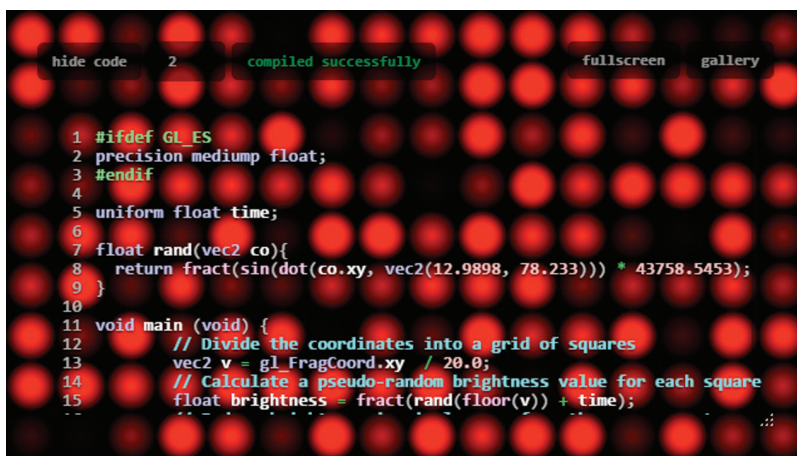 hide code 2 compiled successfully fullscreen gallery
1 #ifdef GL_ES
2 precision mediump float;
3 #endif
4
5 uniform float time;
6
7 float rand(vec2 co){
8 return fract(sin(dot(co.xy, vec2(12.9898, 78.233))) * 43758.5453);
9 }
10
11 void main (void) {
12 // Divide the coordinates into a grid of squares
13 vec2 v = gl_FragCoord.xy / 20.0;
14 // Calculate a pseudo-random brightness value for each square
15 float brightness = fract(rand(floor(v)) + time);